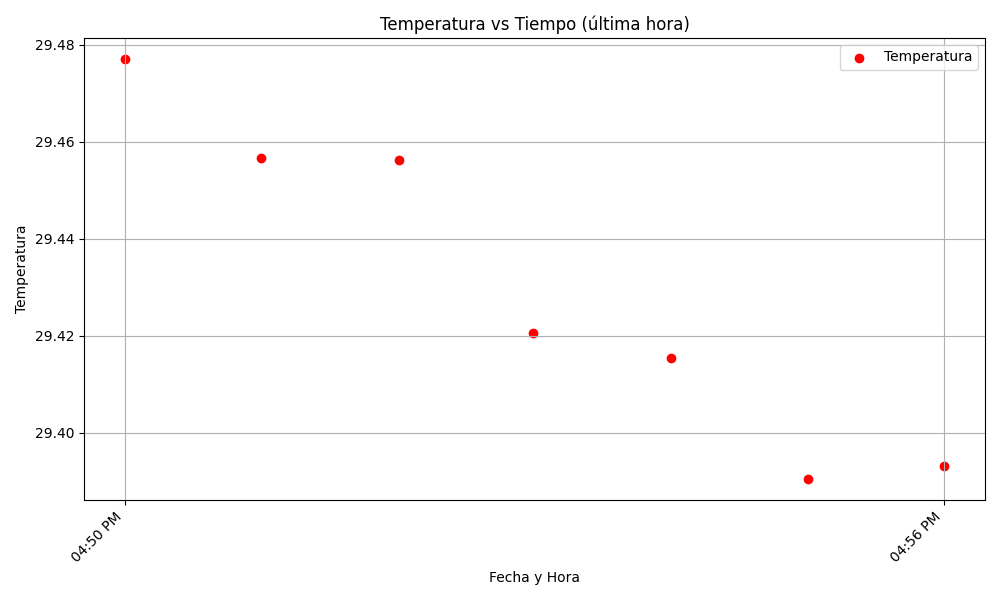 Temperatura vs Tiempo (última hora)
Temperatura
29.48
29.46
29.44
29.42
29.40
Temperatura
04:50 PM
04:56 PM
Fecha y Hora